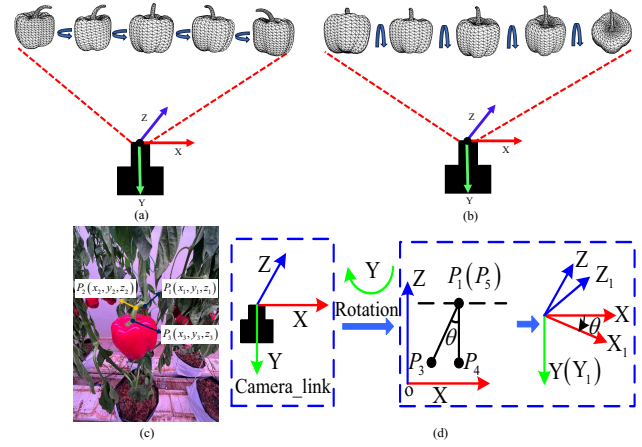 Z
X
Y
(a)
Z
X
Y
(b)
P₂(x₂,y₂,z₂)
P₁(x₁,y₁,z₁)
P₃(x₃,y₃,z₃)
(c)
Z
X
Y
Camera_link
Y
Rotation
Z
P₁(P₅)
θ
P₃
P₄
o
X
Z
Z₁
X
θ
X₁
Y(Y₁)
(d)